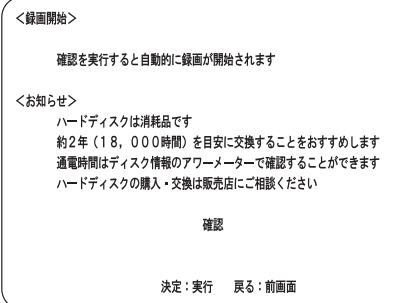 ＜録画開始＞
確認を実行すると自動的に録画が開始されます
＜お知らせ＞
ハードディスクは消耗品です
約２年（１８，０００時間）を目安に交換することをおすすめします
通電時間はディスク情報のアワーメーターで確認することができます
ハードディスクの購入・交換は販売店にご相談ください
確認
決定：実行　戻る：前画面